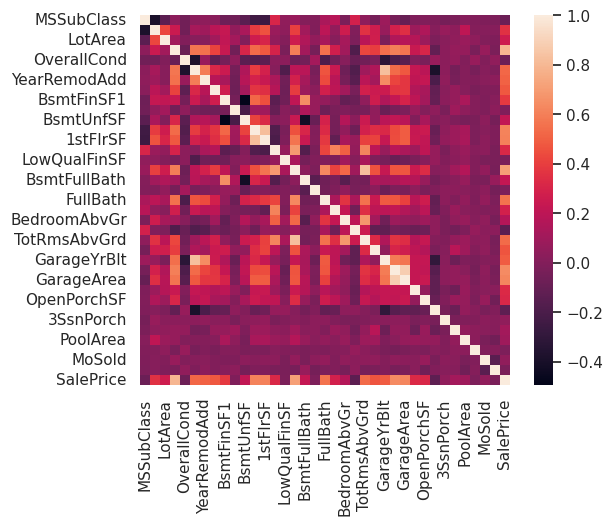 MSSubClass
LotArea
OverallCond
YearRemodAdd
BsmtFinSF1
BsmtUnfSF
1stFlrSF
LowQualFinSF
BsmtFullBath
FullBath
BedroomAbvGr
TotRmsAbvGrd
GarageYrBlt
GarageArea
OpenPorchSF
3SsnPorch
PoolArea
MoSold
SalePrice
MSSubClass
LotArea
OverallCond
YearRemodAdd
BsmtFinSF1
BsmtUnfSF
1stFlrSF
LowQualFinSF
BsmtFullBath
FullBath
BedroomAbvGr
TotRmsAbvGrd
GarageYrBlt
GarageArea
OpenPorchSF
3SsnPorch
PoolArea
MoSold
SalePrice
1.0
0.8
0.6
0.4
0.2
0.0
−0.2
−0.4